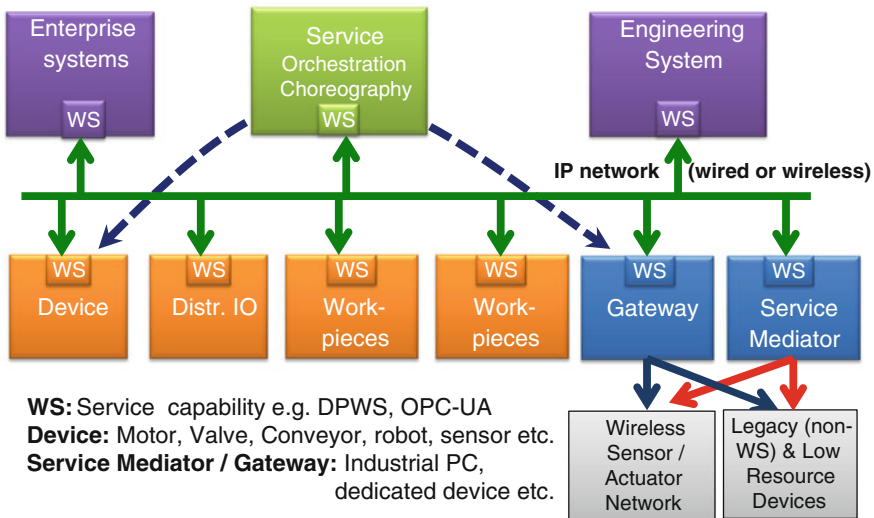 Enterprise
systems
WS
Service
Orchestration
Choreography
WS
Engineering
System
WS
IP network (wired or wireless)
WS
Device
WS
Distr. IO
WS
Work-
pieces
WS
Work-
pieces
WS
Gateway
WS
Service
Mediator
WS: Service capability e.g. DPWS, OPC-UA
Device: Motor, Valve, Conveyor, robot, sensor etc.
Service Mediator / Gateway: Industrial PC,
dedicated device etc.
Wireless
Sensor /
Actuator
Network
Legacy (non-
WS) & Low
Resource
Devices